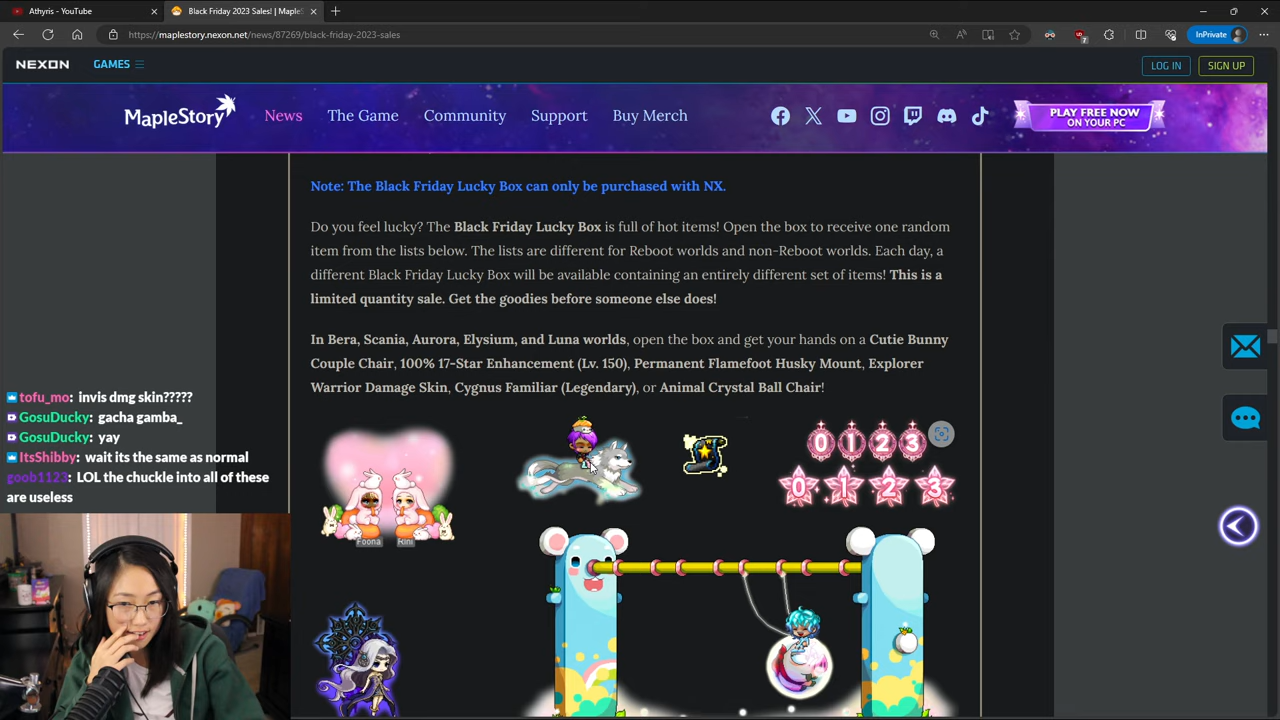 Athyris - YouTube
Black Friday 2023 Sales! | MapleS
https://maplestory.nexon.net/news/87269/black-friday-2023-sales
InPrivate
NEXON
GAMES
LOG IN
SIGN UP
MapleStory
News
The Game
Community
Support
Buy Merch
PLAY FREE NOW
ON YOUR PC
Note: The Black Friday Lucky Box can only be purchased with NX.
Do you feel lucky? The Black Friday Lucky Box is full of hot items! Open the box to receive one random
item from the lists below. The lists are different for Reboot worlds and non-Reboot worlds. Each day, a
different Black Friday Lucky Box will be available containing an entirely different set of items! This is a
limited quantity sale. Get the goodies before someone else does!
In Bera, Scania, Aurora, Elysium, and Luna worlds, open the box and get your hands on a Cutie Bunny
Couple Chair, 100% 17-Star Enhancement (Lv. 150), Permanent Flamefoot Husky Mount, Explorer
Warrior Damage Skin, Cygnus Familiar (Legendary), or Animal Crystal Ball Chair!
tofu_mo: invis dmg skin?????
GosuDucky: gacha gamba_
GosuDucky: yay
ItsShibby: wait its the same as normal
goob1123: LOL the chuckle into all of these
are useless
0 1 2 3
0 1 2 3
Foona
Rini